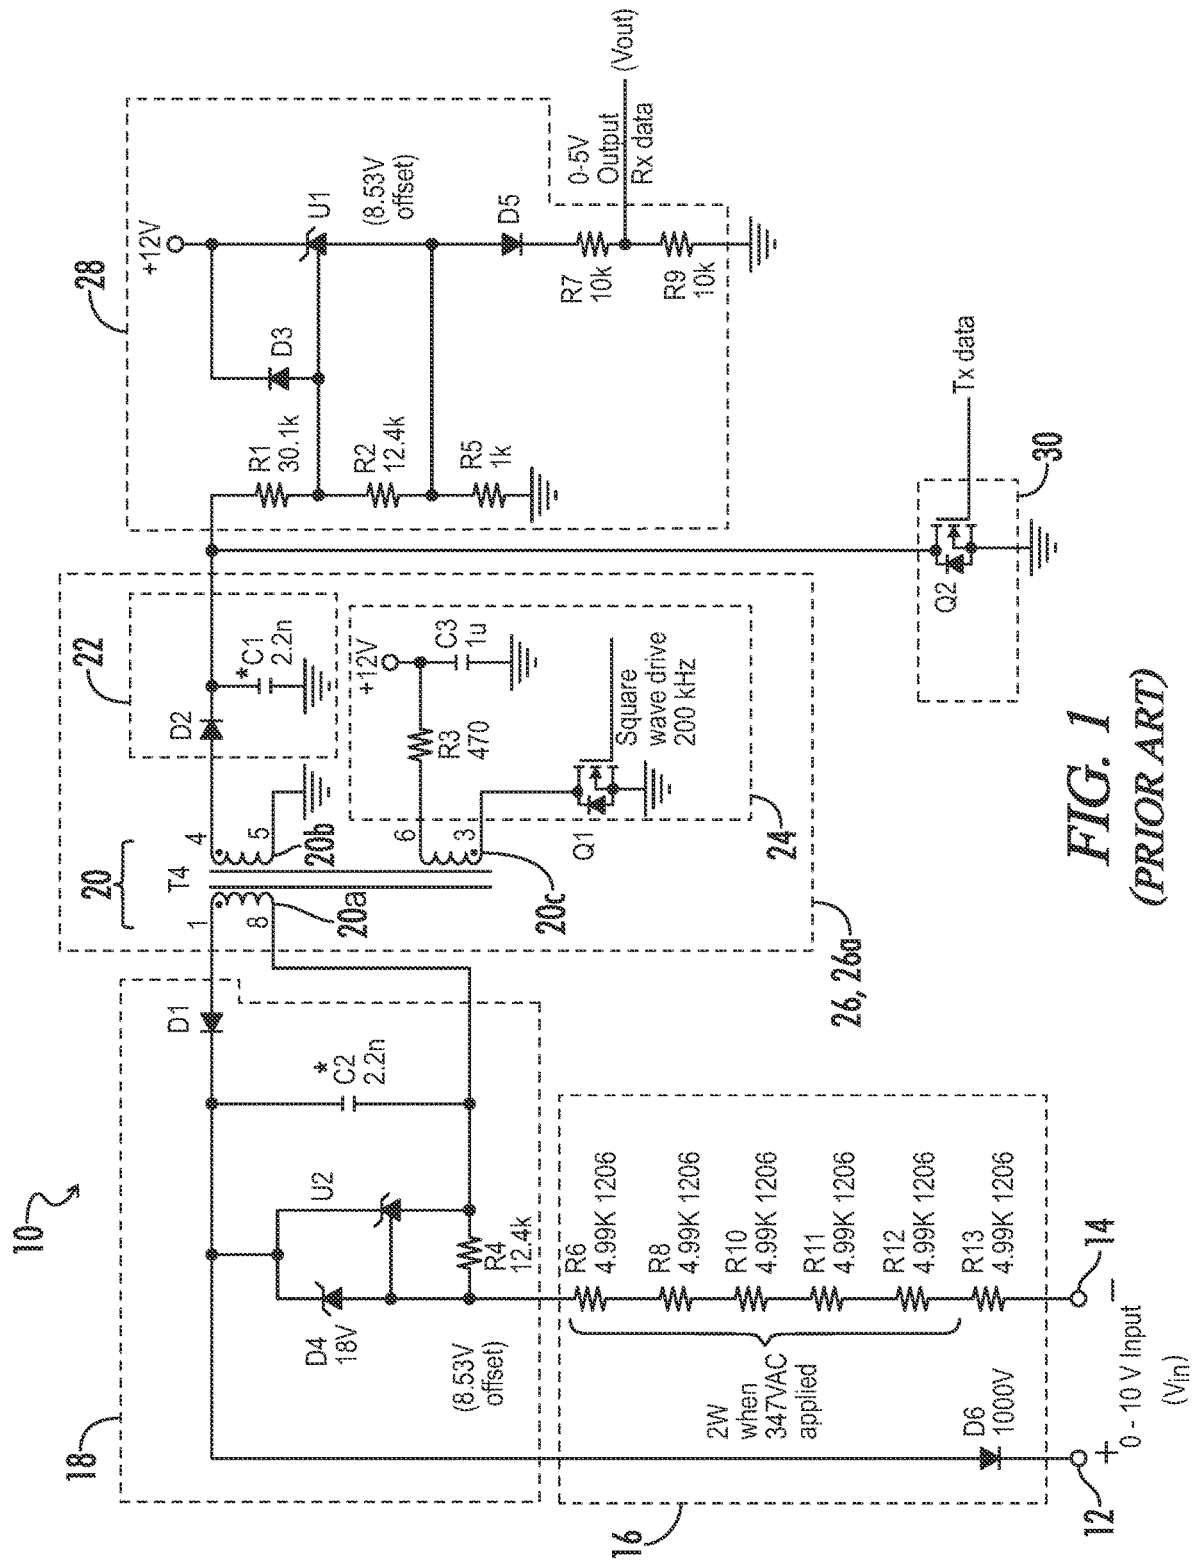 10
18
(8.53V
offset)
D4
18V
U2
R4
12.4k
*
C2
2.2n
D1
20
T4
1
8
20a
4
5
20b
22
D2
*C1
2.2n
6
3
20c
+12V
R3
470
C3
1u
Q1
Square
wave drive
200 kHz
24
26, 26a
28
+12V
D3
U1
R1
30.1k
R2
12.4k
R5
1k
(8.53V
offset)
D5
R7
10k
R9
10k
0-5V
Output
Rx data
(Vout)
Q2
Tx data
30
16
2W
when
347VAC
applied
R6
4.99K 1206
R8
4.99K 1206
R10
4.99K 1206
R11
4.99K 1206
R12
4.99K 1206
R13
4.99K 1206
D6
1000V
12
+
0 - 10 V Input
(Vin)
−
14
FIG. 1
(PRIOR ART)